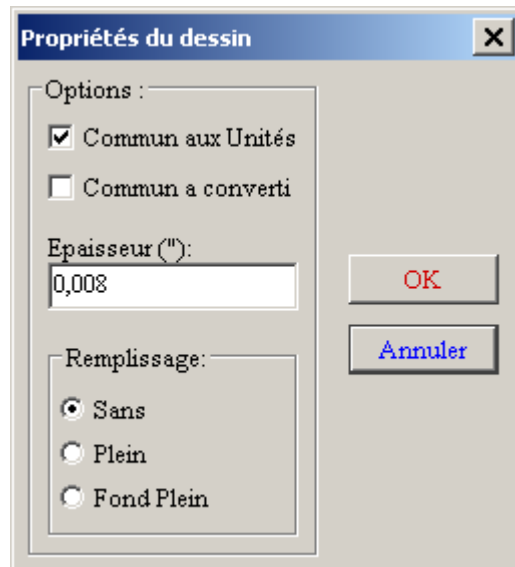 Propriétés du dessin
Options :
Commun aux Unités
Commun a converti
Epaisseur ("):
0,008
OK
Annuler
Remplissage:
Sans
Plein
Fond Plein